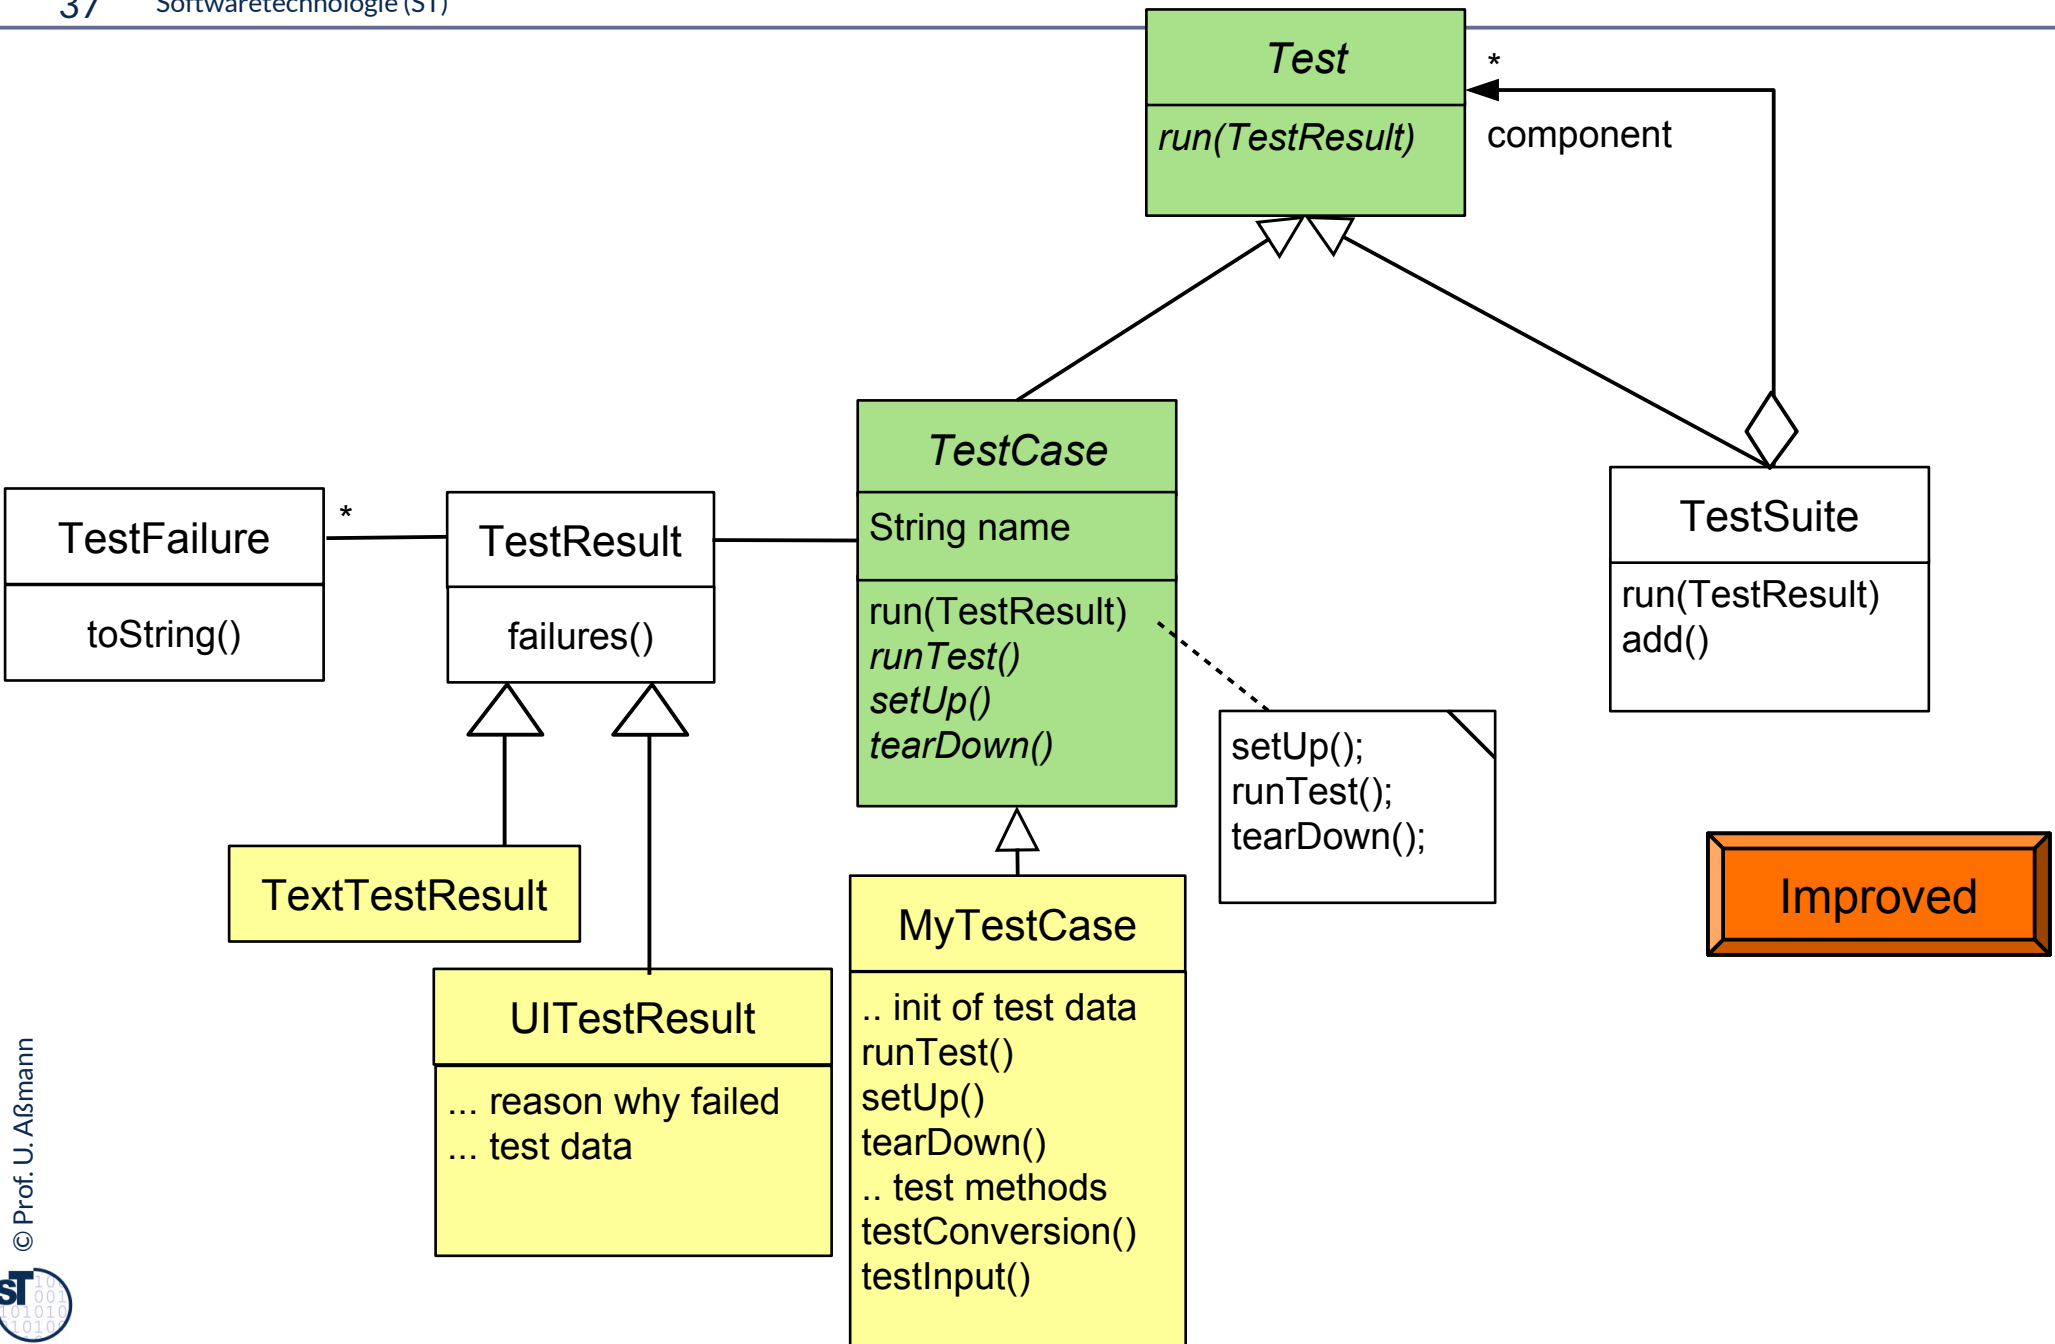 37 Softwaretechnologie (ST)
Test
run(TestResult)
*
component
TestCase
String name
run(TestResult)
runTest()
setUp()
tearDown()
TestFailure
toString()
*
TestResult
failures()
TestSuite
run(TestResult)
add()
setUp();
runTest();
tearDown();
Improved
TextTestResult
UITestResult
... reason why failed
... test data
MyTestCase
.. init of test data
runTest()
setUp()
tearDown()
.. test methods
testConversion()
testInput()
© Prof. U. Aßmann
ST